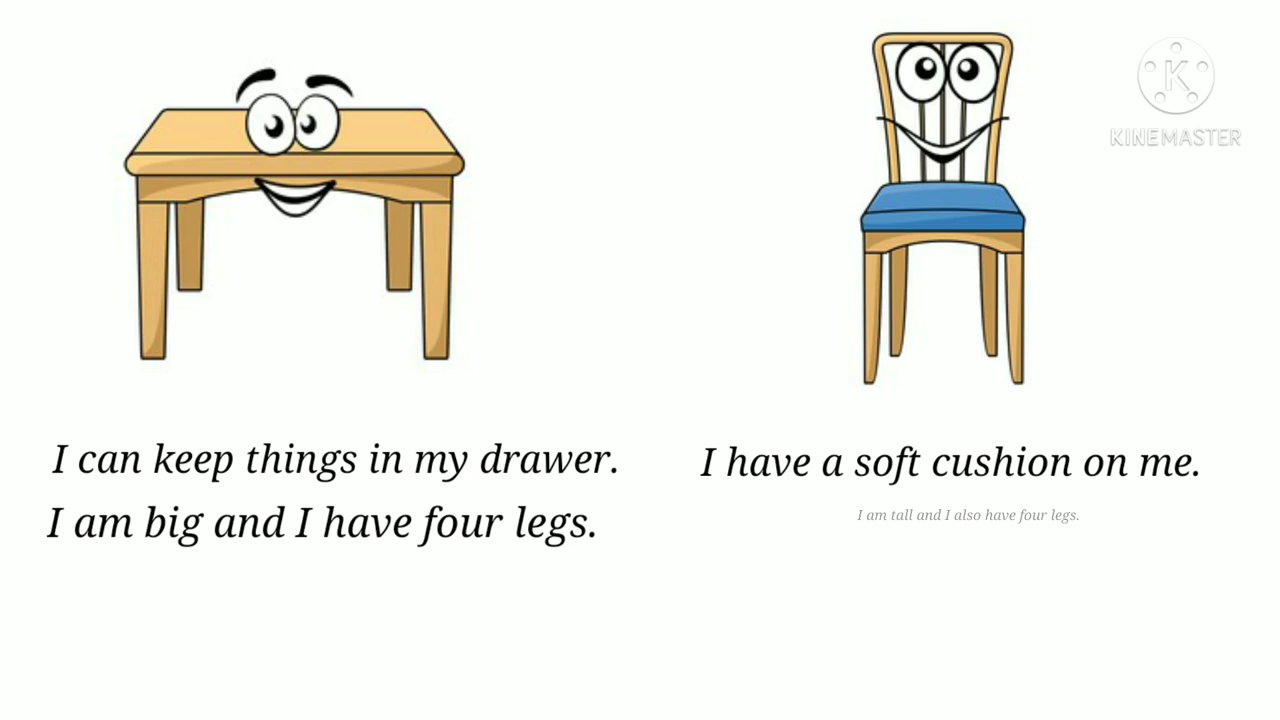 KINEMASTER
I can keep things in my drawer.
I am big and I have four legs.
I have a soft cushion on me.
I am tall and I also have four legs.